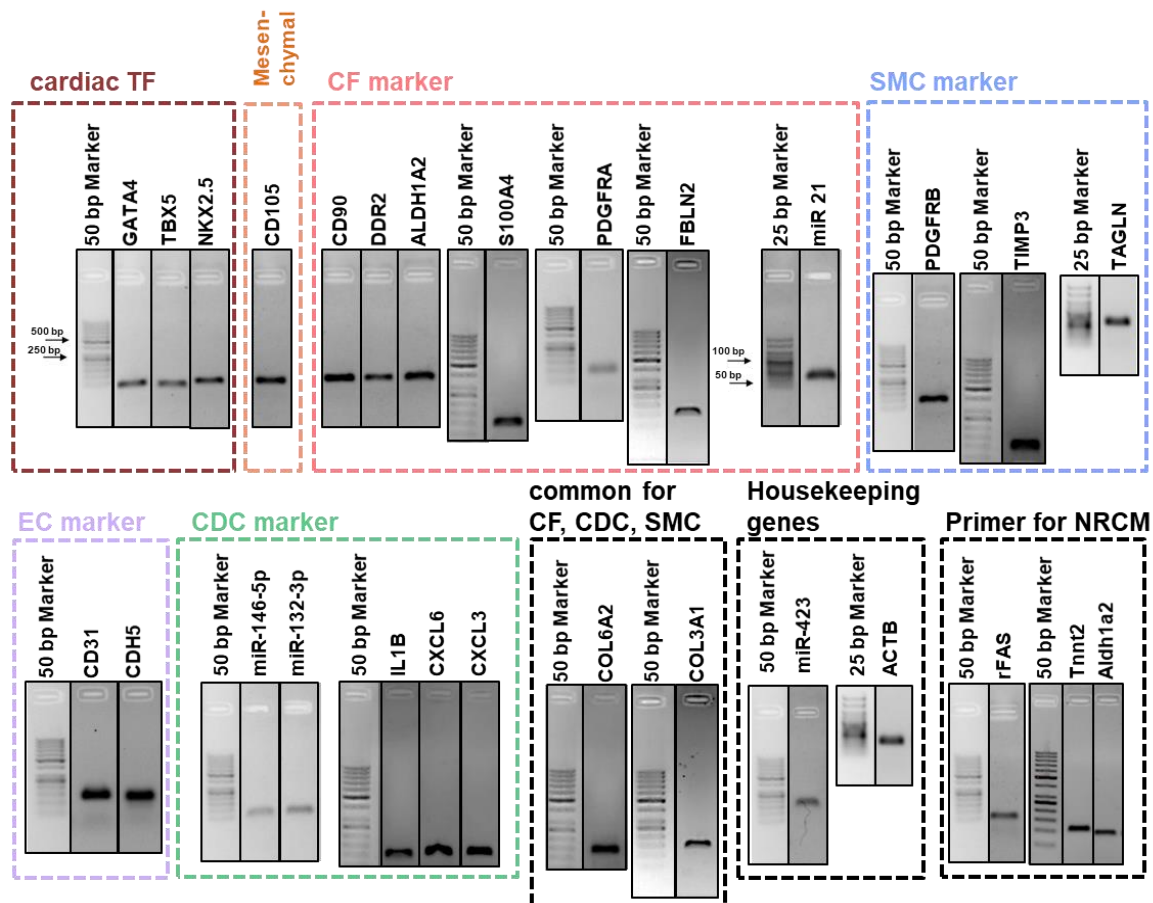 Mesen-
chymal
cardiac TF
CF marker
SMC marker
50 bp Marker
GATA4
TBX5
NKX2.5
CD105
CD90
DDR2
ALDH1A2
50 bp Marker
S100A4
50 bp Marker
PDGFRA
50 bp Marker
FBLN2
25 bp Marker
miR 21
50 bp Marker
PDGFRB
50 bp Marker
TIMP3
25 bp Marker
TAGLN
500 bp
250 bp
100 bp
50 bp
EC marker
CDC marker
common for
CF, CDC, SMC
Housekeeping
genes
Primer for NRCM
50 bp Marker
CD31
CDH5
50 bp Marker
miR-146-5p
miR-132-3p
50 bp Marker
IL1B
CXCL6
CXCL3
50 bp Marker
COL6A2
50 bp Marker
COL3A1
50 bp Marker
miR-423
25 bp Marker
ACTB
50 bp Marker
rFAS
50 bp Marker
Tnnt2
Aldh1a2